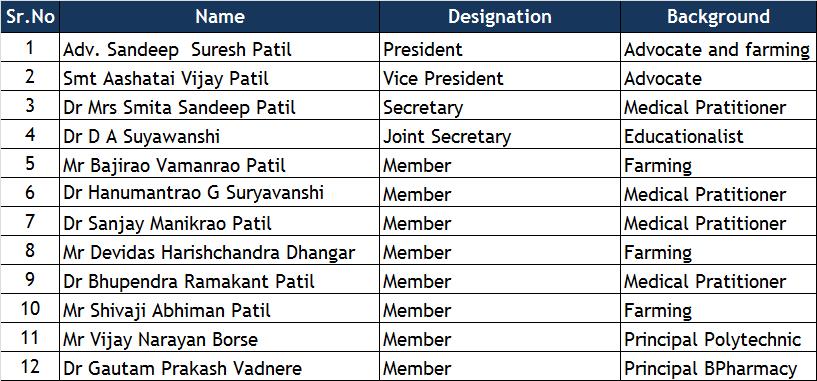 Sr.No Name Designation Background
1 Adv. Sandeep  Suresh Patil President Advocate and farming
2 Smt Aashatai Vijay Patil Vice President Advocate
3 Dr Mrs Smita Sandeep Patil Secretary Medical Pratitioner
4 Dr D A Suyawanshi Joint Secretary Educationalist
5 Mr Bajirao Vamanrao Patil Member Farming
6 Dr Hanumantrao G Suryavanshi Member Medical Pratitioner
7 Dr Sanjay Manikrao Patil Member Medical Pratitioner
8 Mr Devidas Harishchandra Dhangar Member Farming
9 Dr Bhupendra Ramakant Patil Member Medical Pratitioner
10 Mr Shivaji Abhiman Patil Member Farming
11 Mr Vijay Narayan Borse Member Principal Polytechnic
12 Dr Gautam Prakash Vadnere Member Principal BPharmacy